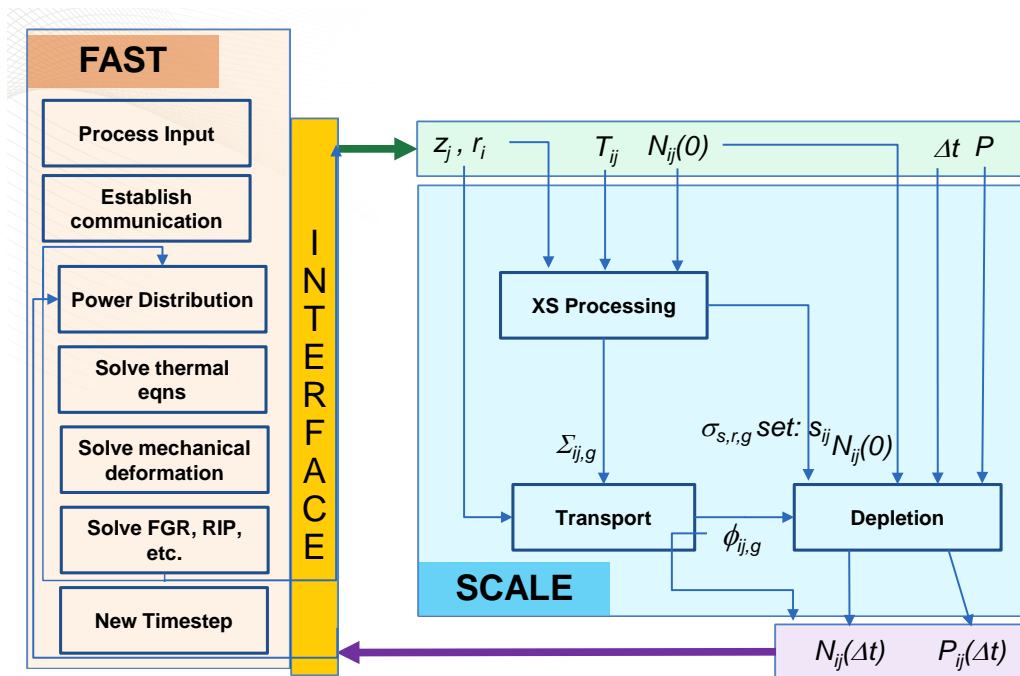 FAST
Process Input
Establish
communication
Power Distribution
Solve thermal
eqns
Solve mechanical
deformation
Solve FGR, RIP,
etc.
New Timestep
INTERFACE
z_j , r_i
T_ij
N_ij(0)
Δt
P
XS Processing
Σ_ij,g
σ_s,r,g set: s_ij
N_ij(0)
Transport
Depletion
ϕ_ij,g
SCALE
N_ij(Δt)
P_ij(Δt)